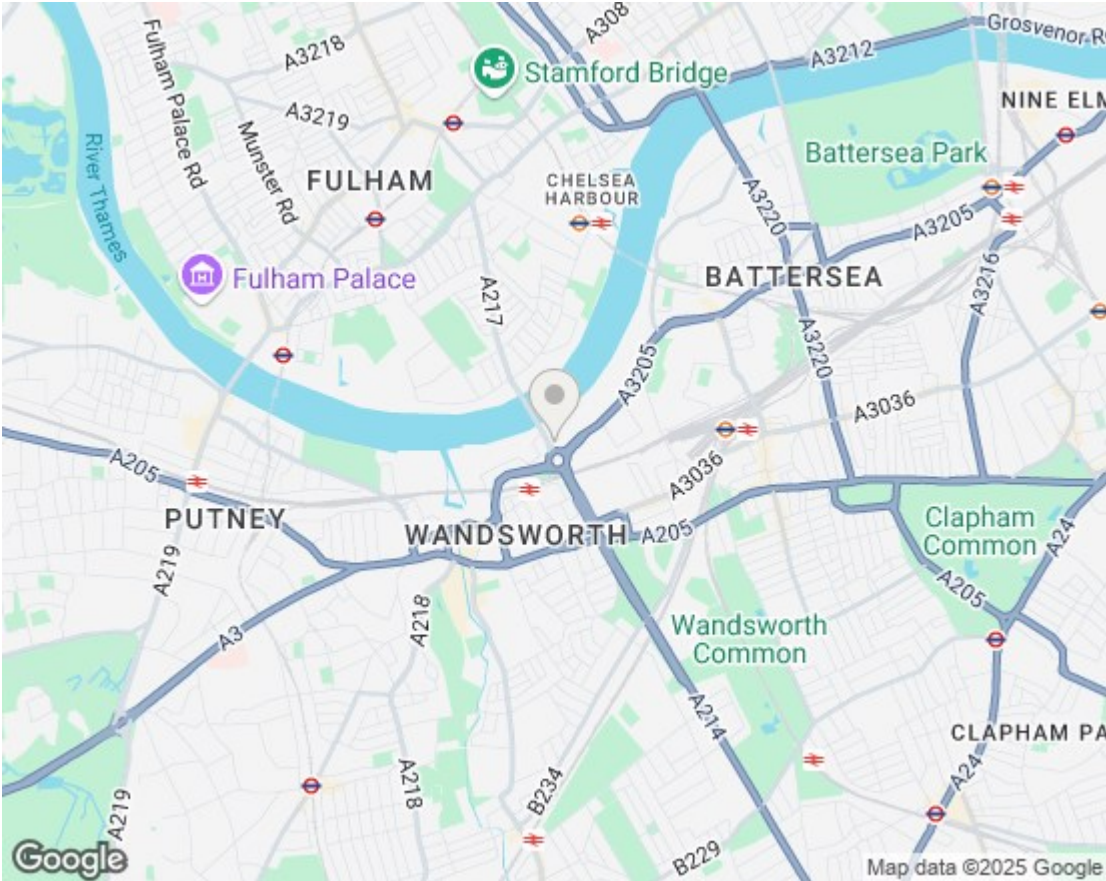 A308
Grosvenor R
A3218
A3212
Fulham Palace Rd
Stamford Bridge
NINE ELM
A3219
Munster Rd
Battersea Park
FULHAM
CHELSEA
HARBOUR
River Thames
A3220
A3205
Fulham Palace
A217
BATTERSEA
A3216
A3205
A3220
A3036
A205
A3036
PUTNEY
WANDSWORTH
A205
Clapham
Common
A24
A219
A205
A218
A3
Wandsworth
Common
A214
CLAPHAM PA
A24
A218
B234
A219
B229
Google
Map data ©2025 Google